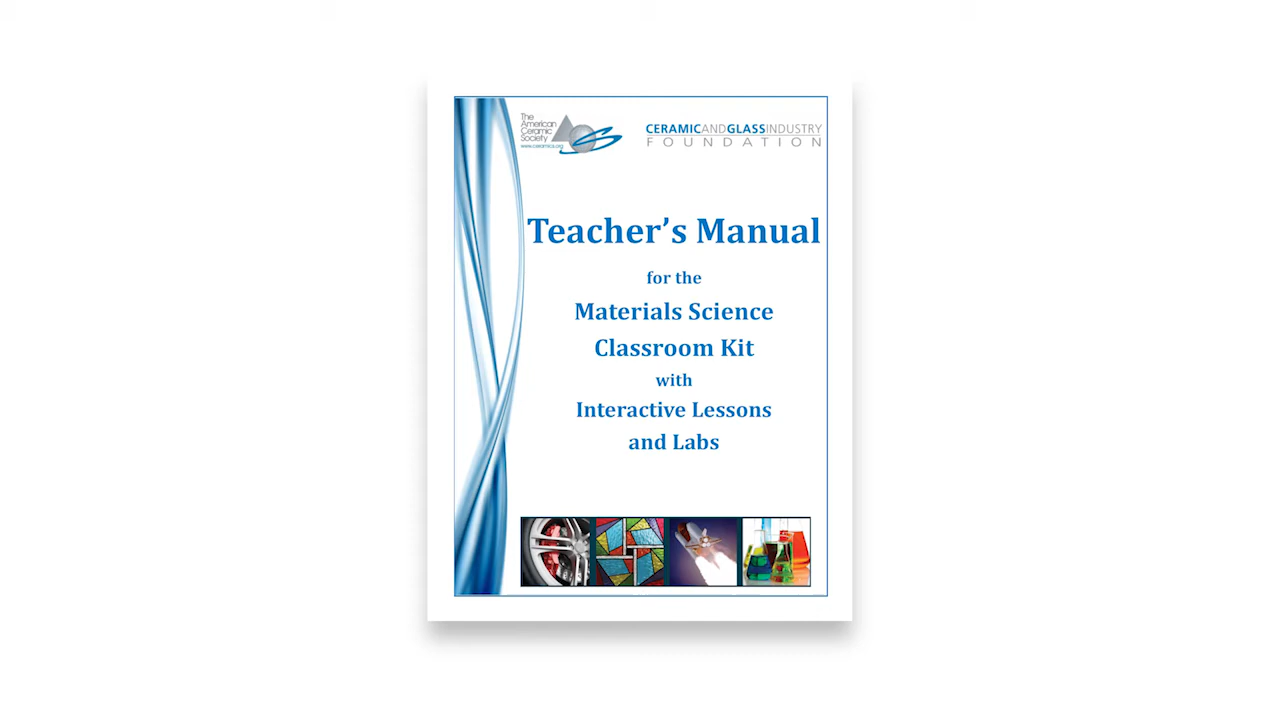 The
American
Ceramic
Society
www.ceramics.org
CERAMICANDGLASSINDUSTRY
FOUNDATION
Teacher’s Manual
for the
Materials Science
Classroom Kit
with
Interactive Lessons
and Labs